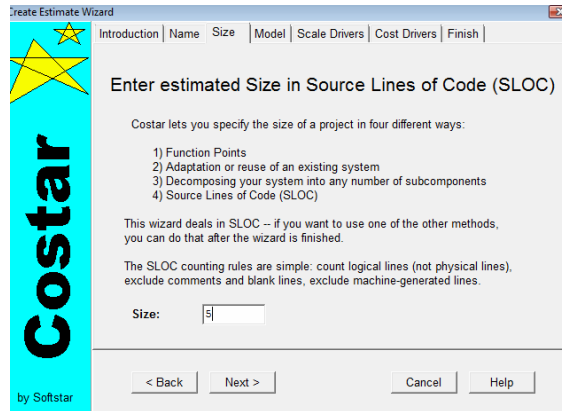 Create Estimate Wizard
Introduction Name Size Model Scale Drivers Cost Drivers Finish
Enter estimated Size in Source Lines of Code (SLOC)
Costar lets you specify the size of a project in four different ways:
1) Function Points
2) Adaptation or reuse of an existing system
3) Decomposing your system into any number of subcomponents
4) Source Lines of Code (SLOC)
This wizard deals in SLOC -- if you want to use one of the other methods,
you can do that after the wizard is finished.
The SLOC counting rules are simple: count logical lines (not physical lines),
exclude comments and blank lines, exclude machine-generated lines.
Size: 5
< Back Next > Cancel Help
Costar
by Softstar